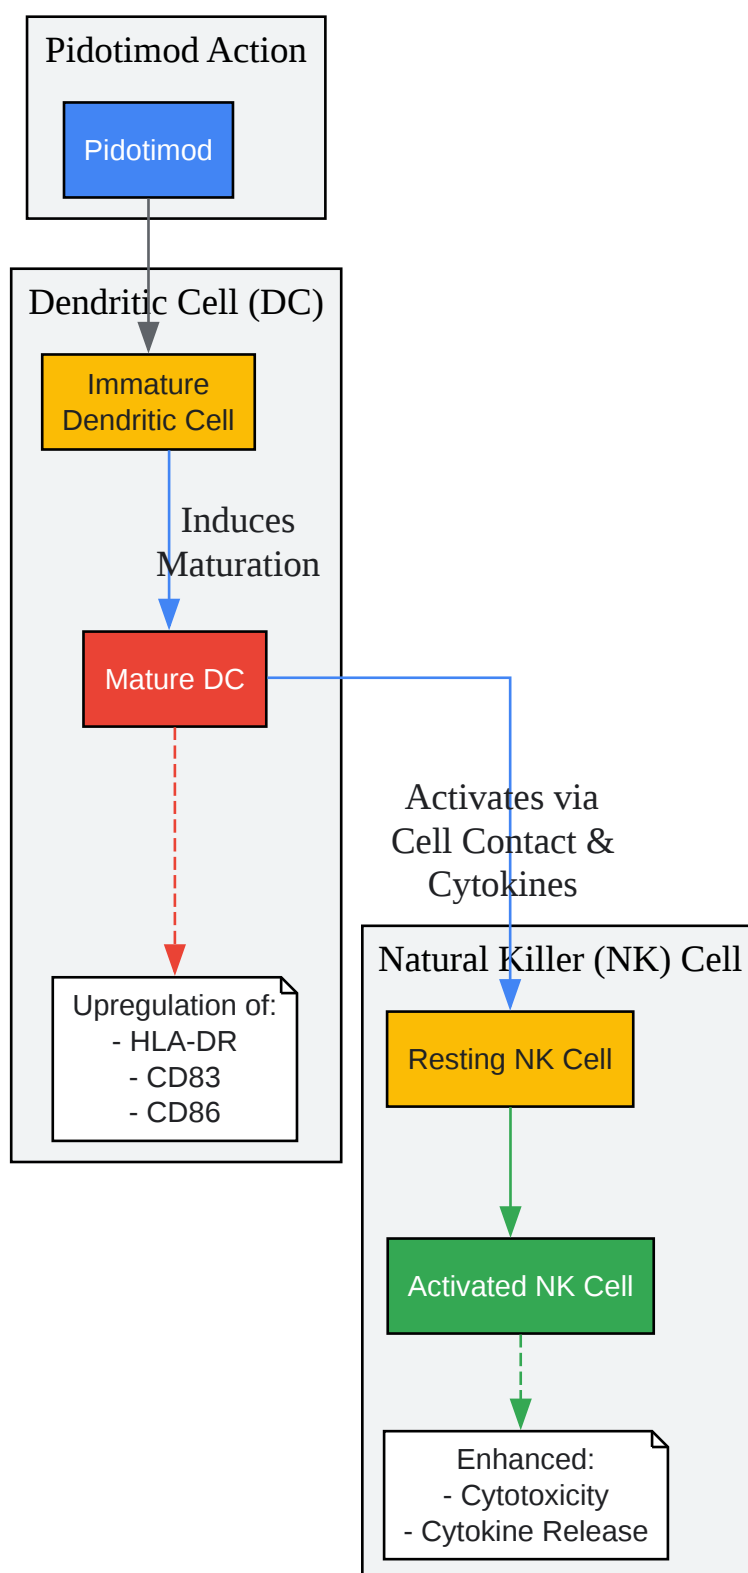 Pidotimod Action
Pidotimod
Dendritic Cell (DC)
Immature
Dendritic Cell
Induces
Maturation
Mature DC
Activates via
Cell Contact &
Cytokines
Upregulation of:
- HLA-DR
- CD83
- CD86
Natural Killer (NK) Cell
Resting NK Cell
Activated NK Cell
Enhanced:
- Cytotoxicity
- Cytokine Release